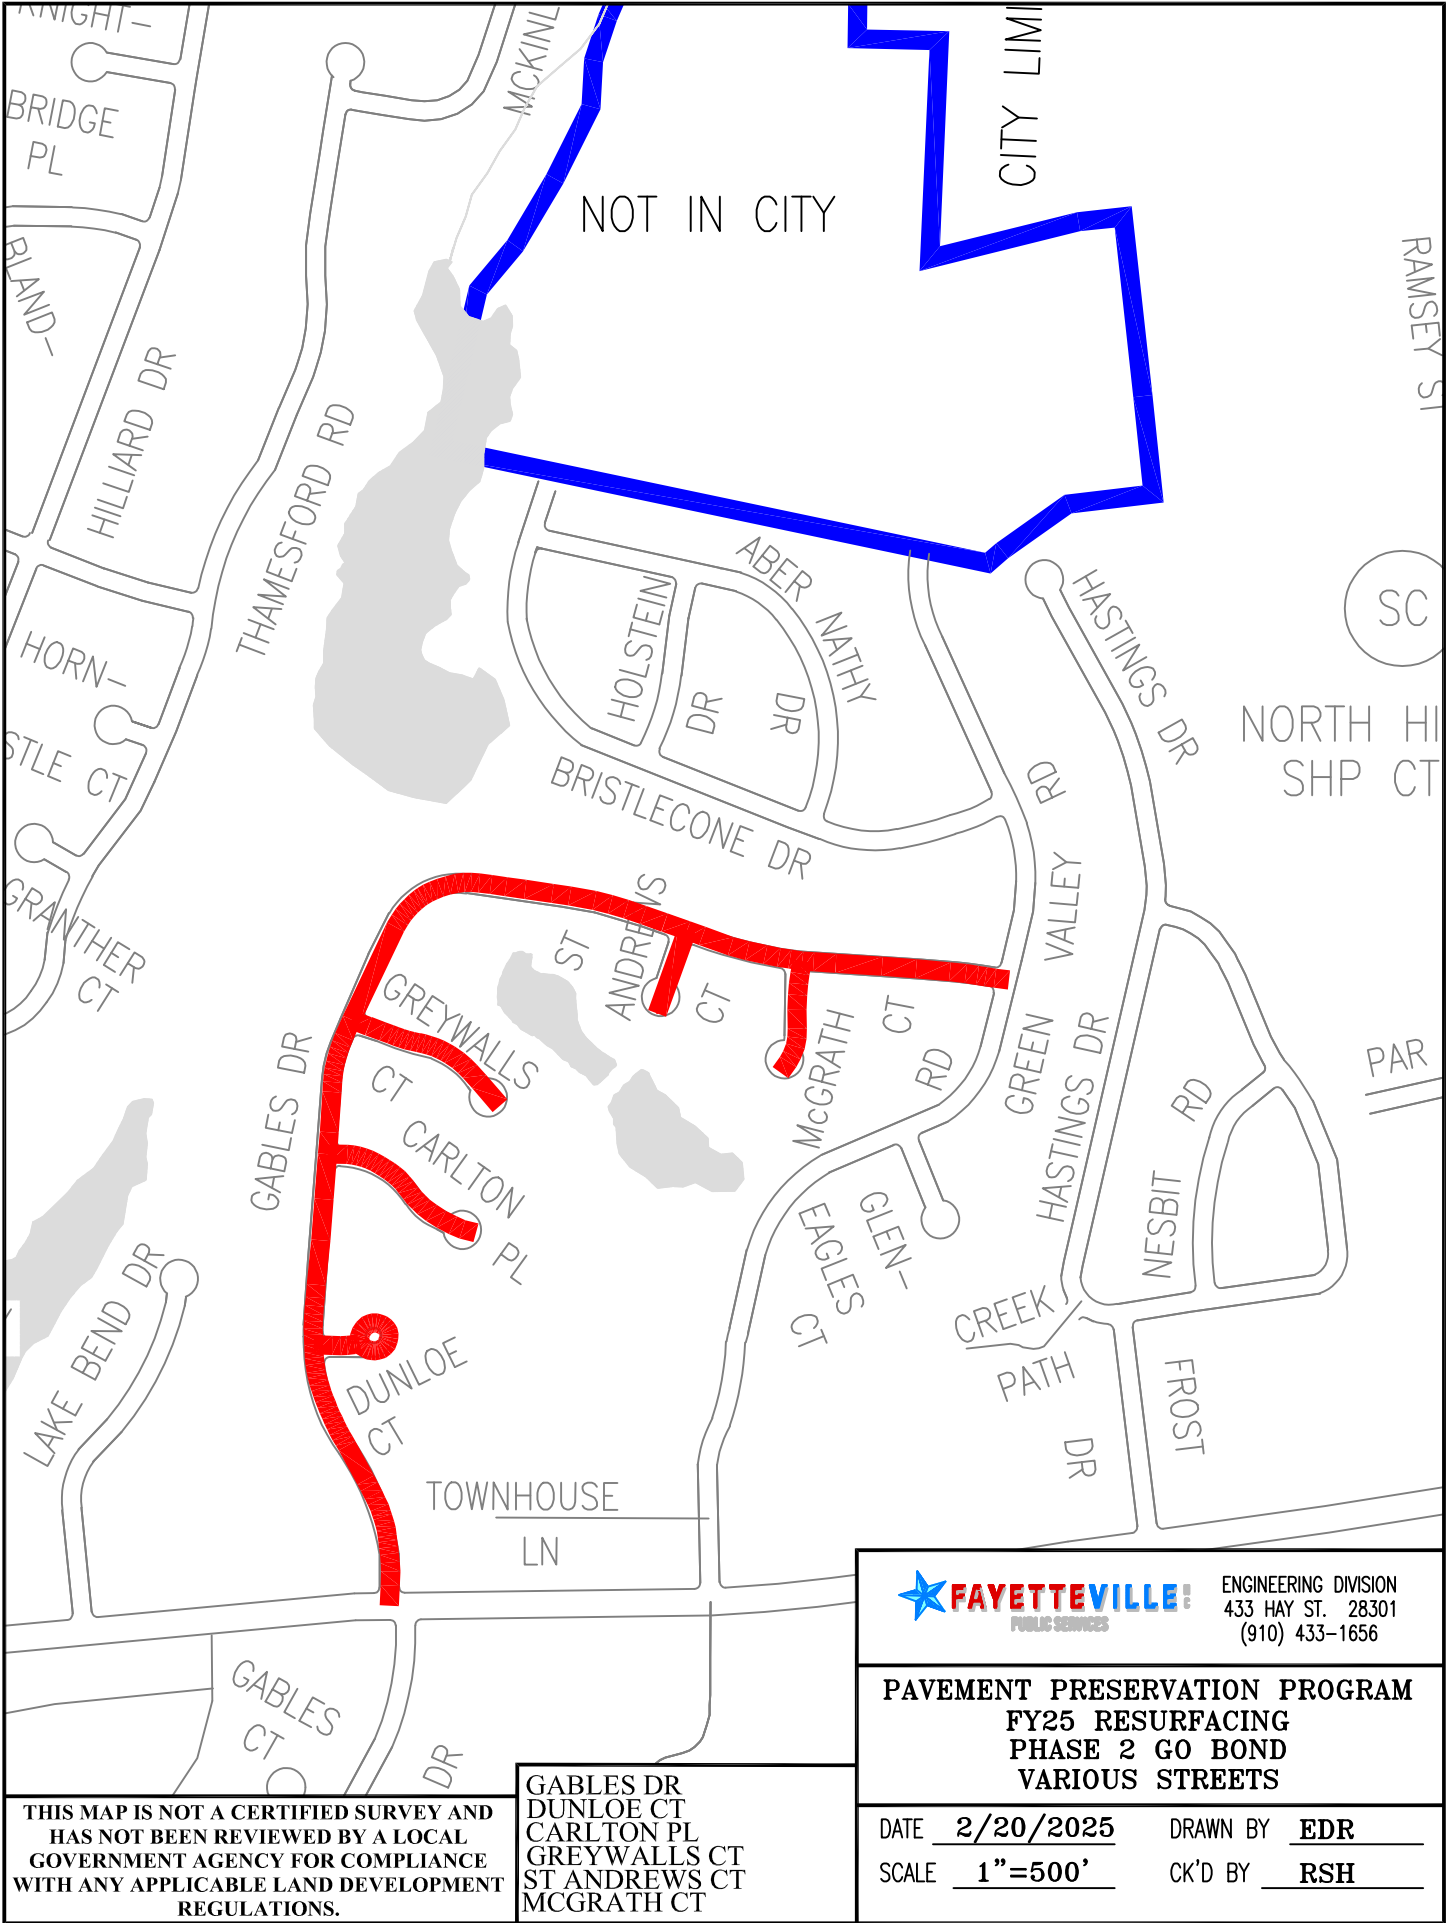 KNIGHT-
BRIDGE
PL
BLAND-
HILLIARD DR
THAMESFORD RD
NOT IN CITY
RAMSEY ST
HORN-
STLE CT
GRANTHER
CT
ABER NATHY
DR
HOLSTEIN
DR
BRISTLECONE DR
HASTINGS DR
SC
GREEN VALLEY RD
ST
ANDREWS
CT
GREYWALLS
CT
McGRATH
CT
RD
HASTINGS DR
PAR
GABLES DR
CARLTON
PL
GLEN-
EAGLES
CT
NESBIT RD
LAKE BEND DR
DUNLOE
CT
CREEK
PATH
FROST
DR
TOWNHOUSE
LN
GABLES
CT
DR
FAYETTEVILLE
PUBLIC SERVICES
ENGINEERING DIVISION
433 HAY ST. 28301
(910) 433-1656
PAVEMENT PRESERVATION PROGRAM
FY25 RESURFACING
PHASE 2 GO BOND
VARIOUS STREETS
DATE 2/20/2025 DRAWN BY EDR
SCALE 1"=500' CK'D BY RSH
GABLES DR
DUNLOE CT
CARLTON PL
GREYWALLS CT
ST ANDREWS CT
MCGRATH CT
THIS MAP IS NOT A CERTIFIED SURVEY AND
HAS NOT BEEN REVIEWED BY A LOCAL
GOVERNMENT AGENCY FOR COMPLIANCE
WITH ANY APPLICABLE LAND DEVELOPMENT
REGULATIONS.